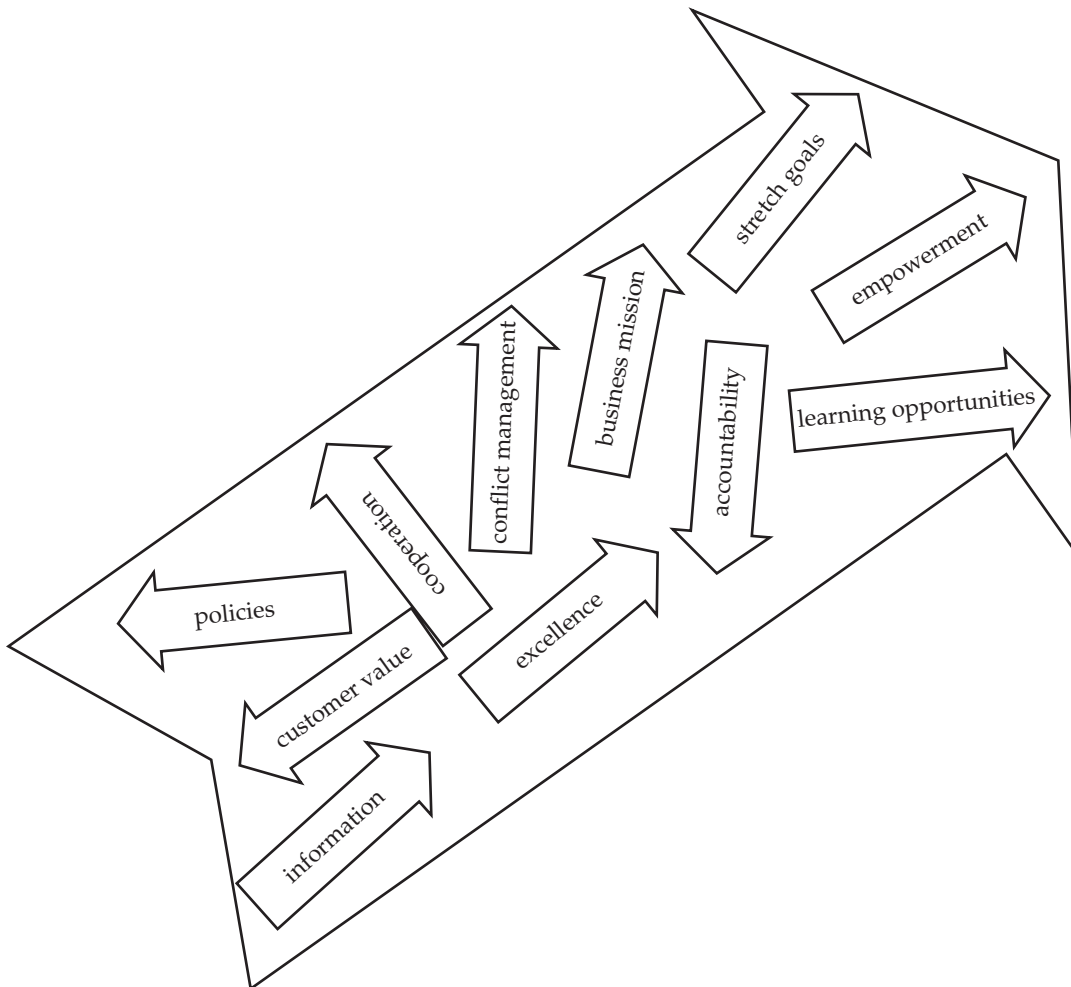 stretch goals
empowerment
business mission
conflict management
accountability
learning opportunities
cooperation
policies
excellence
customer value
information